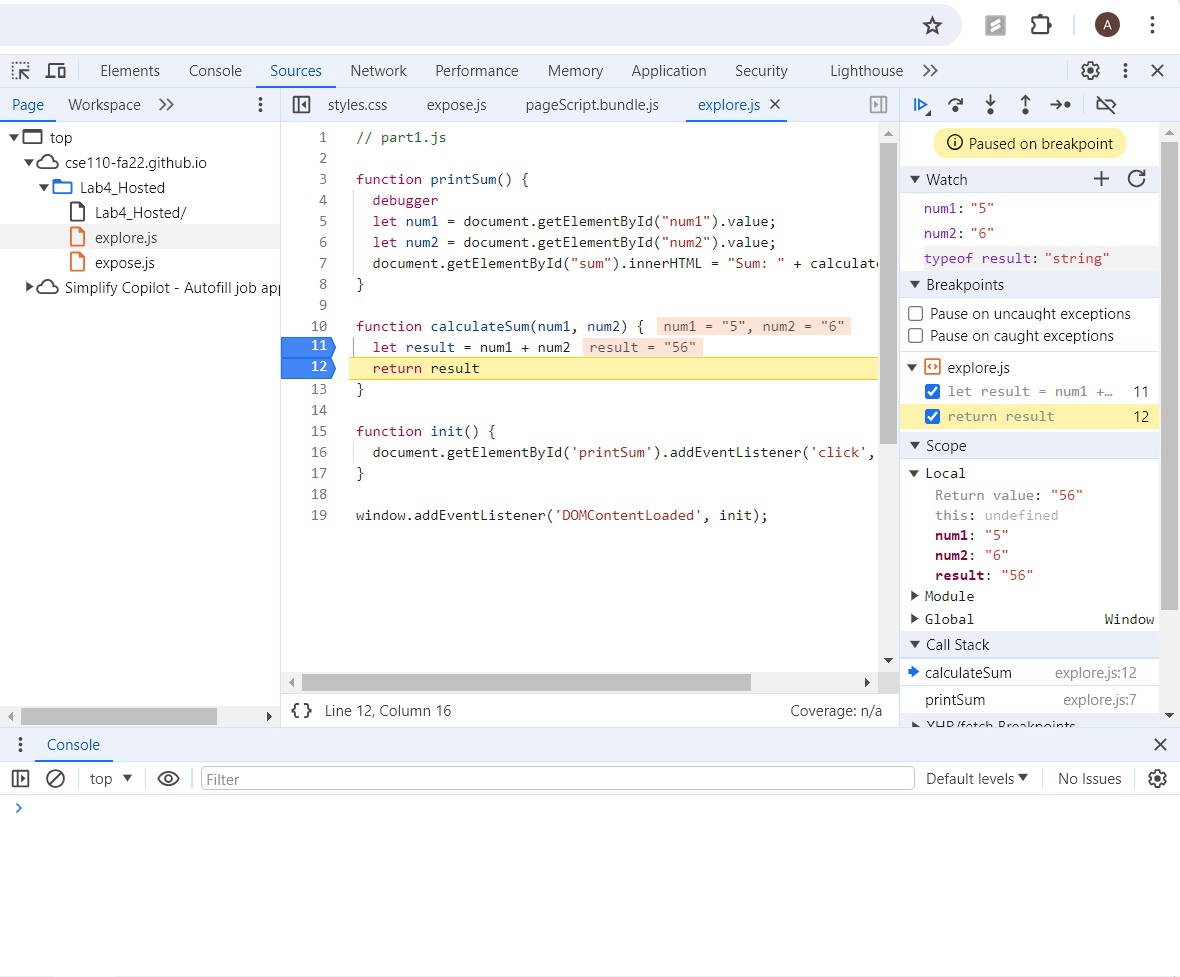 A
Elements Console Sources Network Performance Memory Application Security Lighthouse
Page Workspace
styles.css expose.js pageScript.bundle.js explore.js
top
cse110-fa22.github.io
Lab4_Hosted
Lab4_Hosted/
explore.js
expose.js
Simplify Copilot - Autofill job app
1 // part1.js
2
3 function printSum() {
4 debugger
5 let num1 = document.getElementById("num1").value;
6 let num2 = document.getElementById("num2").value;
7 document.getElementById("sum").innerHTML = "Sum: " + calculate
8 }
9
10 function calculateSum(num1, num2) { num1 = "5", num2 = "6"
11 let result = num1 + num2 result = "56"
12 return result
13 }
14
15 function init() {
16 document.getElementById('printSum').addEventListener('click',
17 }
18
19 window.addEventListener('DOMContentLoaded', init);
{ } Line 12, Column 16 Coverage: n/a
Paused on breakpoint
Watch
num1: "5"
num2: "6"
typeof result: "string"
Breakpoints
Pause on uncaught exceptions
Pause on caught exceptions
explore.js
let result = num1 +… 11
return result 12
Scope
Local
Return value: "56"
this: undefined
num1: "5"
num2: "6"
result: "56"
Module
Global Window
Call Stack
calculateSum explore.js:12
printSum explore.js:7
XHR/fetch Breakpoints
Console
top Filter Default levels No Issues